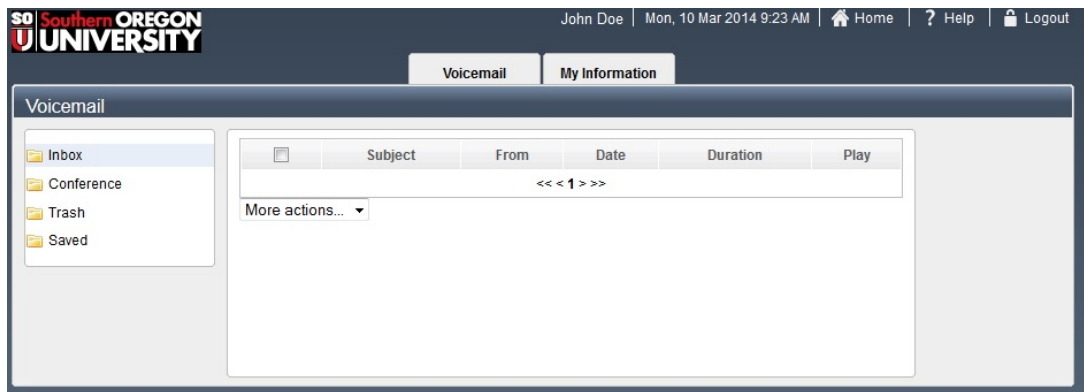 SO Southern OREGON
U UNIVERSITY
John Doe Mon, 10 Mar 2014 9:23 AM Home ? Help Logout
Voicemail My Information
Voicemail
Inbox
Conference
Trash
Saved
Subject From Date Duration Play
<< < 1 > >>
More actions...